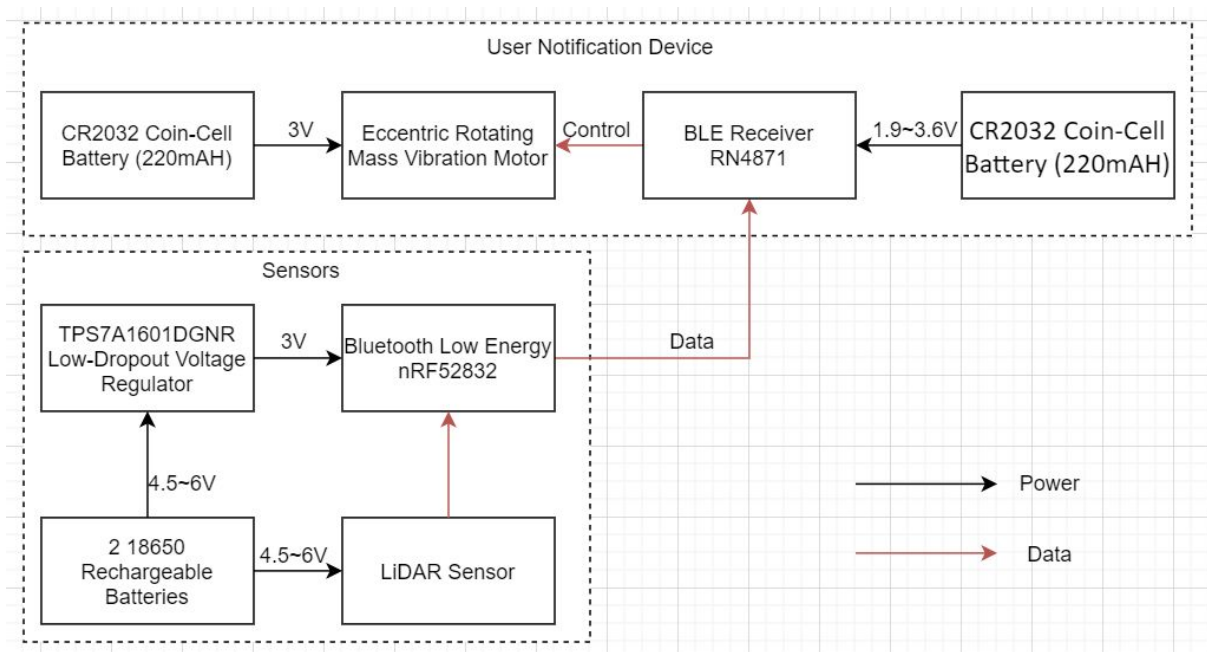 User Notification Device
CR2032 Coin-Cell
Battery (220mAH)
3V
Eccentric Rotating
Mass Vibration Motor
Control
BLE Receiver
RN4871
1.9~3.6V
CR2032 Coin-Cell
Battery (220mAH)
Sensors
TPS7A1601DGNR
Low-Dropout Voltage
Regulator
3V
Bluetooth Low Energy
nRF52832
Data
4.5~6V
2 18650
Rechargeable
Batteries
4.5~6V
LiDAR Sensor
Power
Data